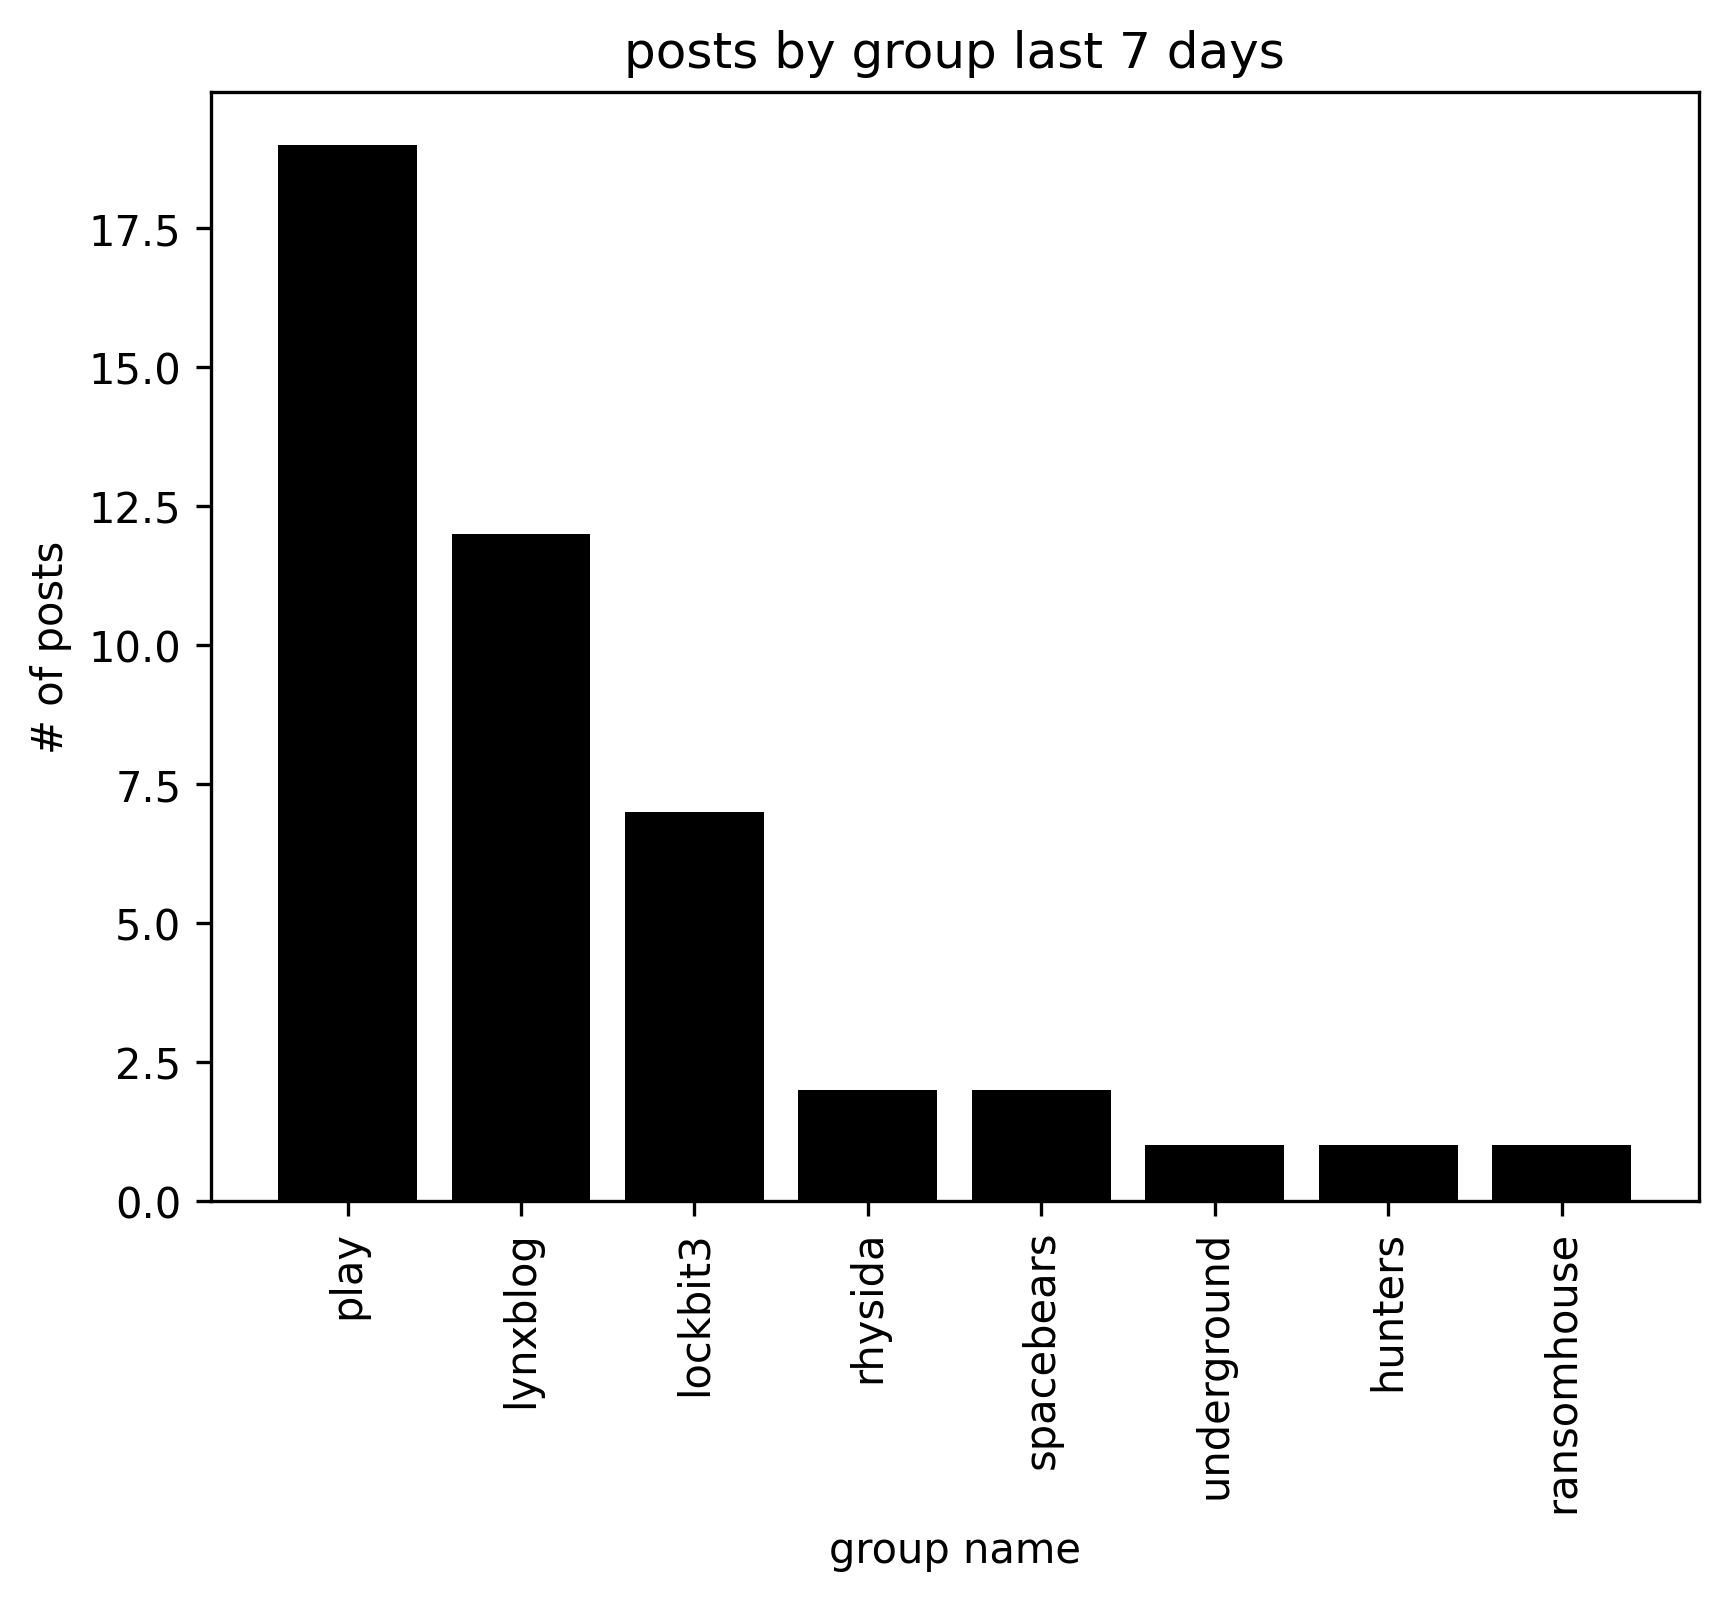 posts by group last 7 days
# of posts
17.5
15.0
12.5
10.0
7.5
5.0
2.5
0.0
play
lynxblog
lockbit3
rhysida
spacebears
underground
hunters
ransomhouse
group name